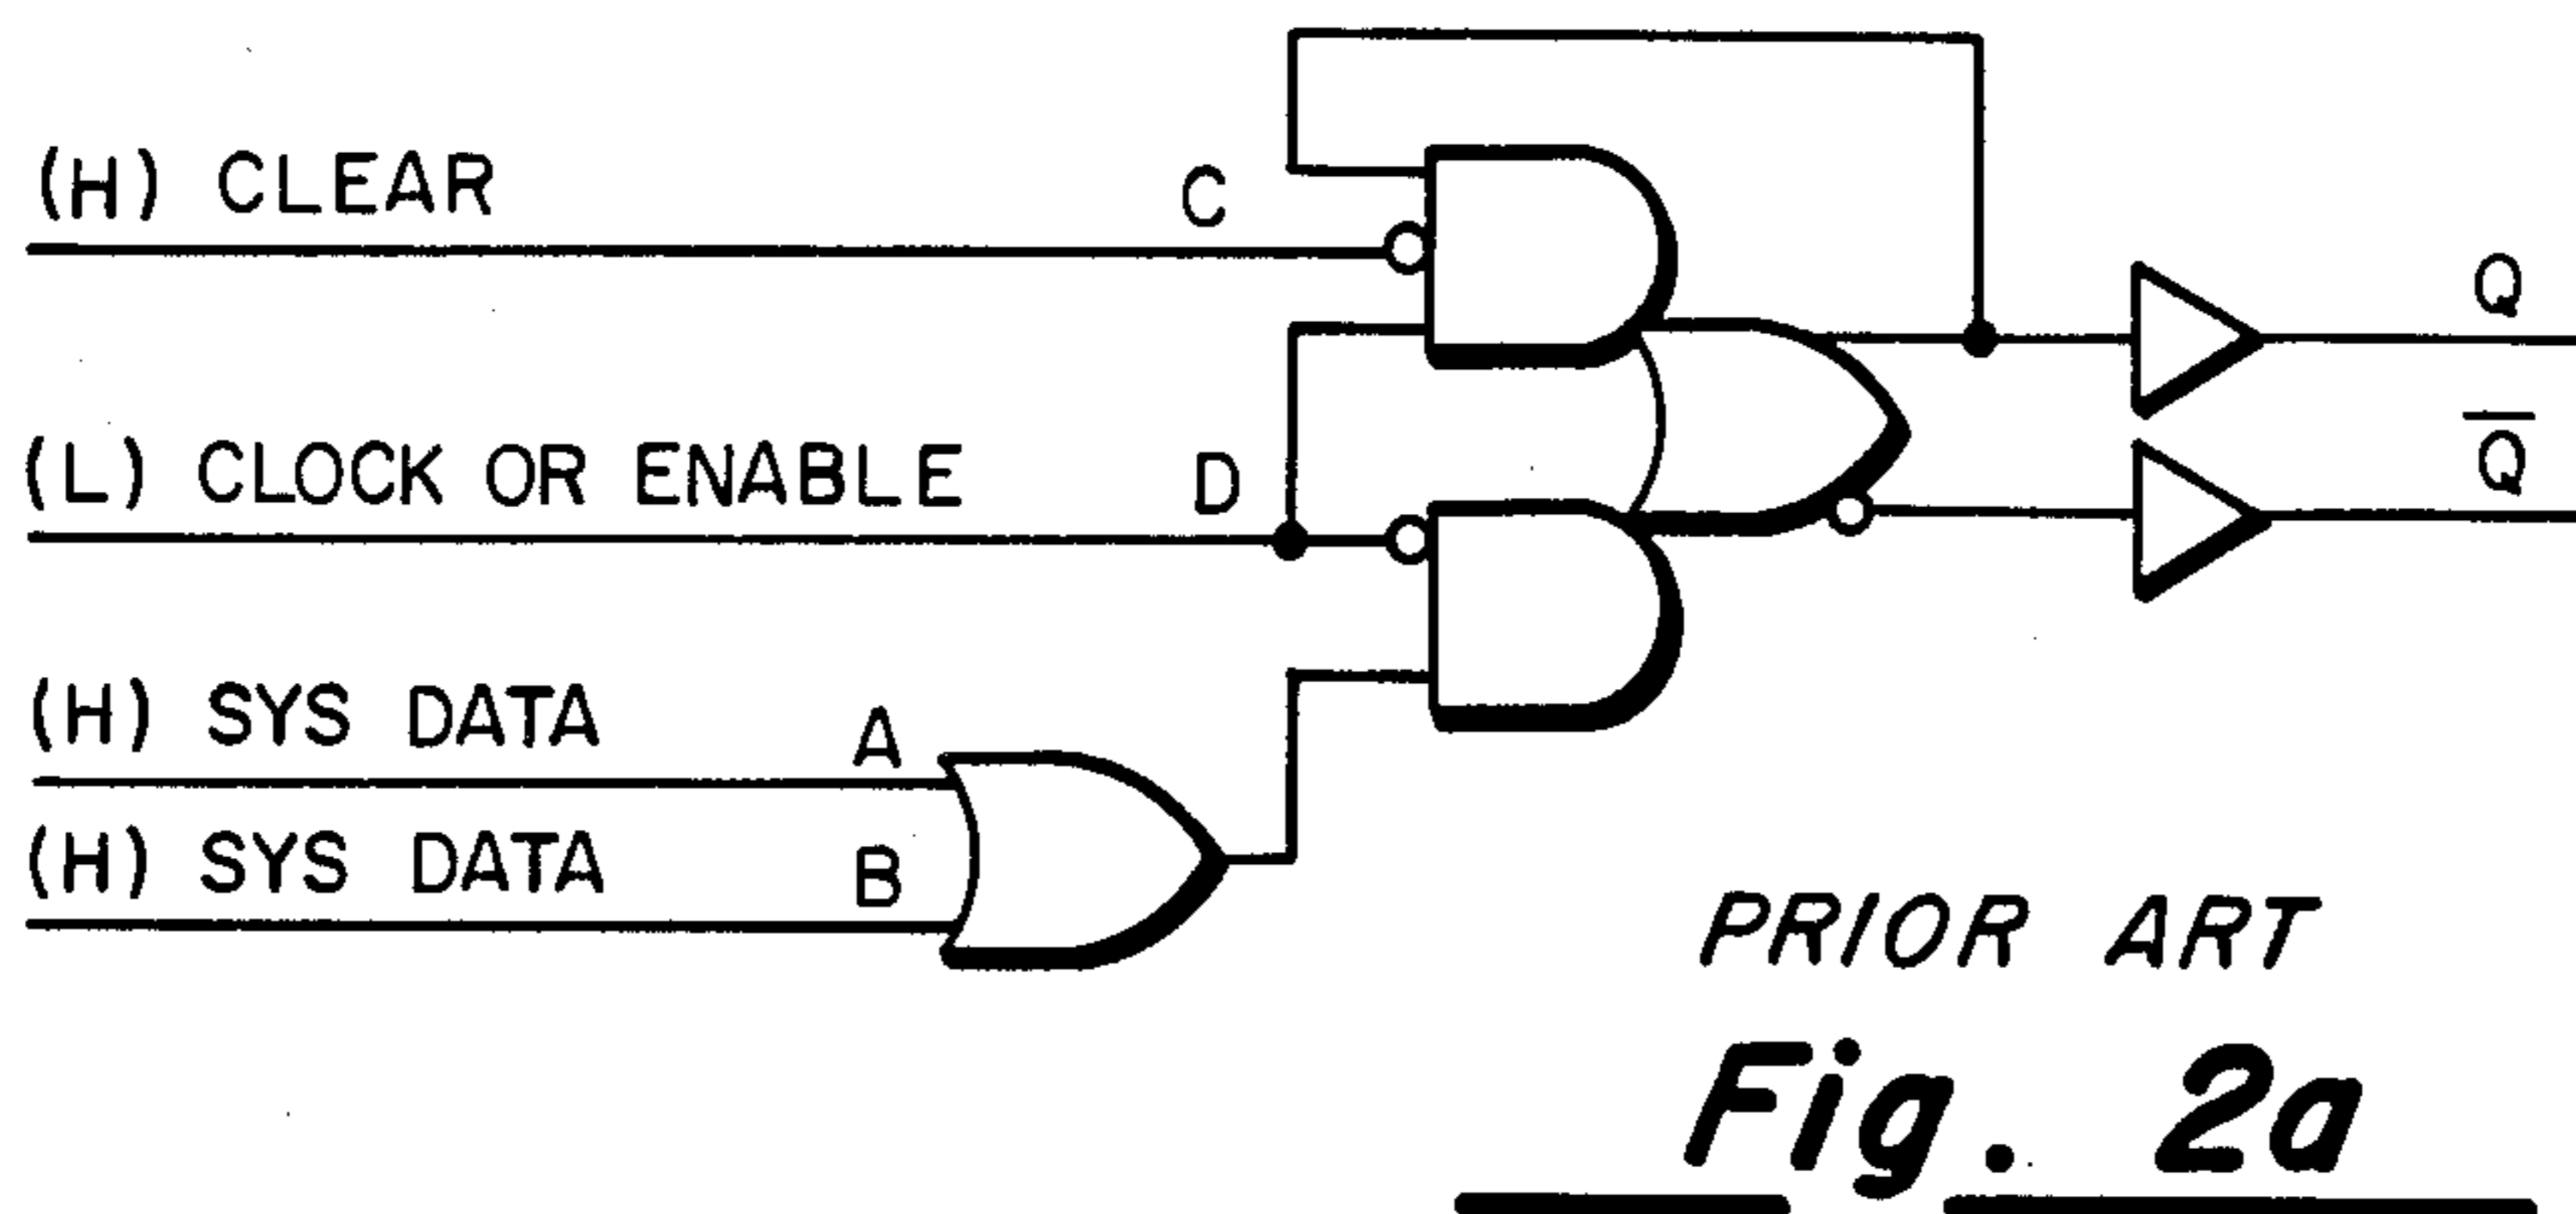 (H) CLEAR
C
Q
(L) CLOCK OR ENABLE
D
Q̅
(H) SYS DATA
A
(H) SYS DATA
B
PRIOR ART
Fig. 2a